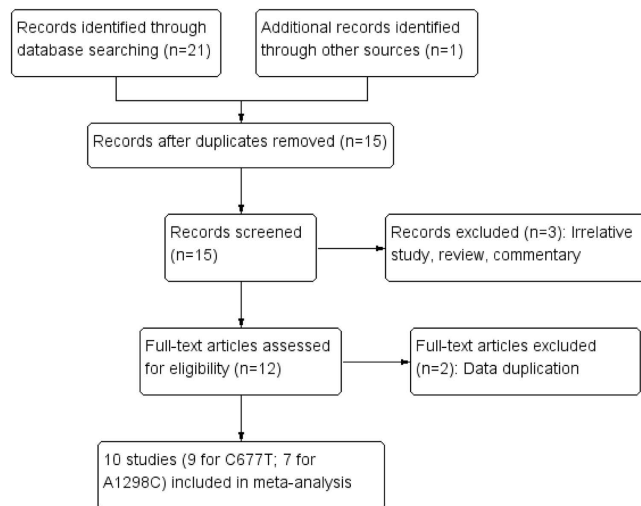 Records identified through
database searching (n=21)
Additional records identified
through other sources (n=1)
Records after duplicates removed (n=15)
Records screened
(n=15)
Records excluded (n=3): Irrelative
study, review, commentary
Full-text articles assessed
for eligibility (n=12)
Full-text articles excluded
(n=2): Data duplication
10 studies (9 for C677T; 7 for
A1298C) included in meta-analysis